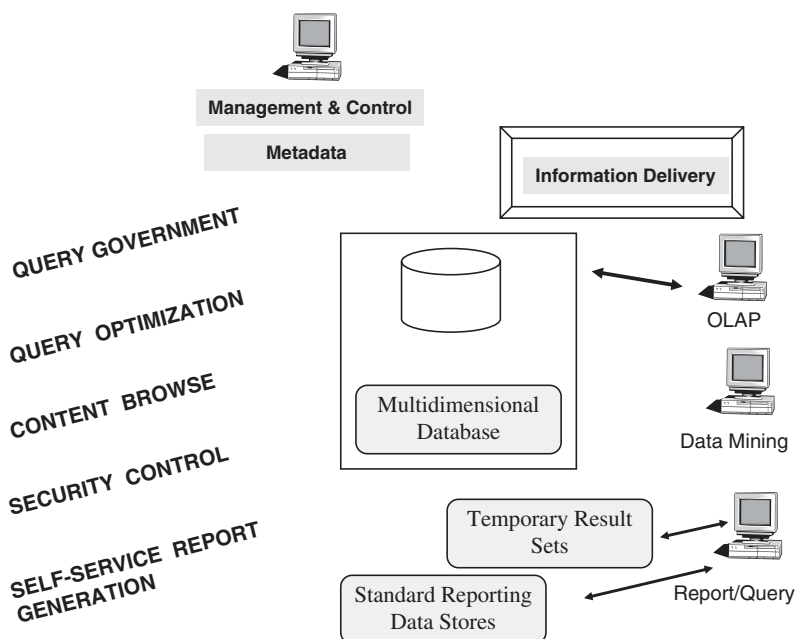 Management & Control
Metadata
Information Delivery
QUERY GOVERNMENT
QUERY OPTIMIZATION
CONTENT BROWSE
SECURITY CONTROL
SELF-SERVICE REPORT
GENERATION
Multidimensional
Database
OLAP
Data Mining
Temporary Result
Sets
Standard Reporting
Data Stores
Report/Query